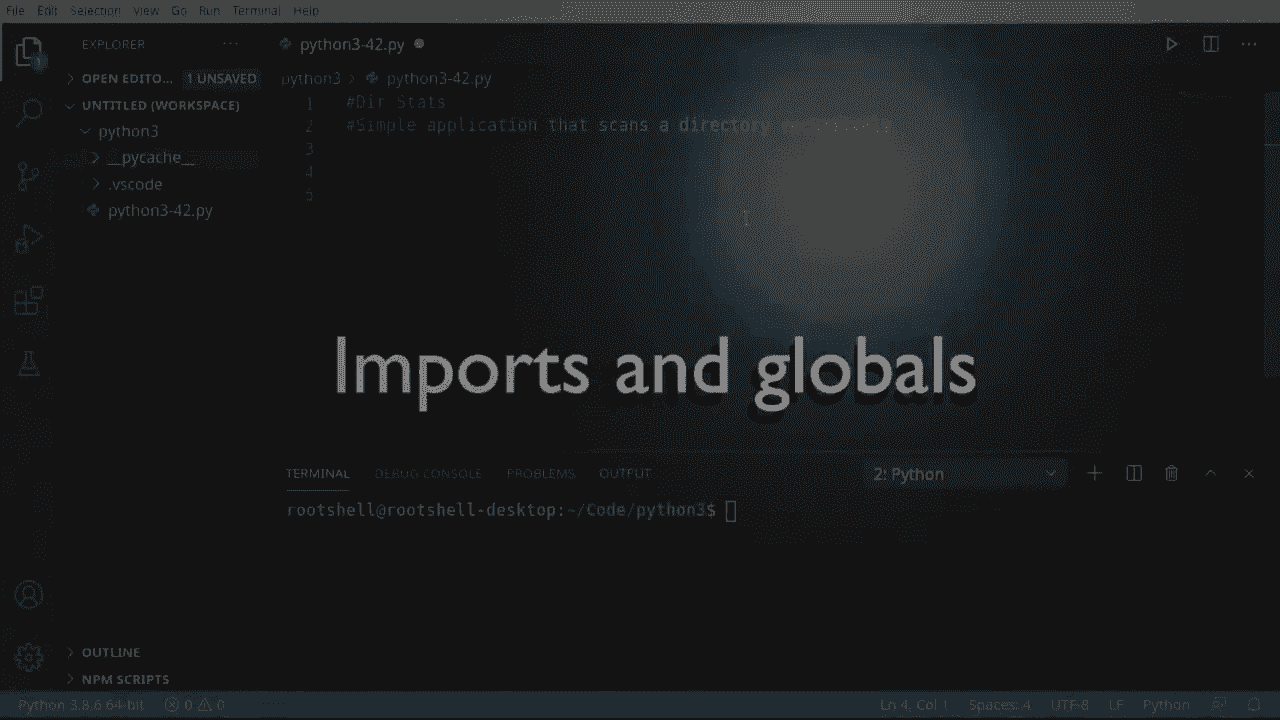 File Edit Selection View Go Run Terminal Help
EXPLORER ···
python3-42.py
OPEN EDITO... 1 UNSAVED
python3 > python3-42.py
UNTITLED (WORKSPACE)
1 #Dir Stats
2 #Simple application that scans a directory
python3
3
__pycache__
4
.vscode
5
python3-42.py
Imports and globals
TERMINAL DEBUG CONSOLE PROBLEMS OUTPUT 2: Python
rootshell@rootshell-desktop:~/Code/python3$
OUTLINE
NPM SCRIPTS
Python 3.8.6 64-bit 0 0 Ln 4, Col 1 Spaces: 4 UTF-8 LF Python